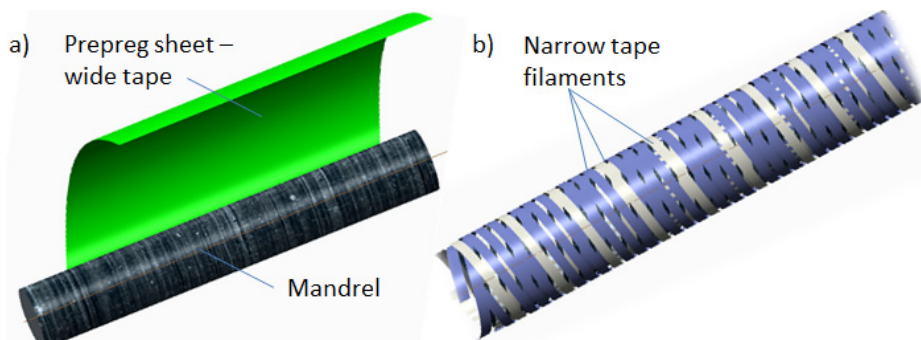 a)
Prepreg sheet –
wide tape
Mandrel
b)
Narrow tape
filaments